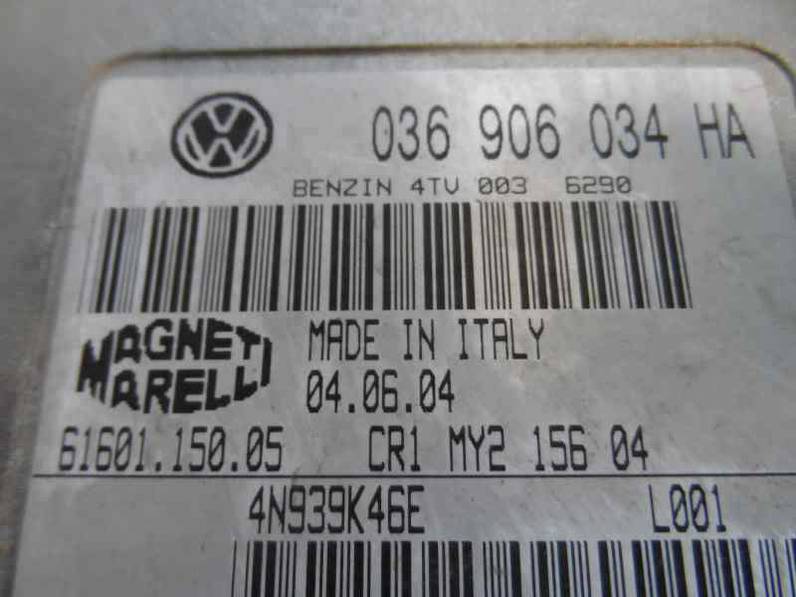 VW
036 906 034 HA
BENZIN 4TV 003 6290
MAGNETI MARELLI
MADE IN ITALY
04.06.04
61601.150.05 CR1 MY2 156 04
4N939K46E L001